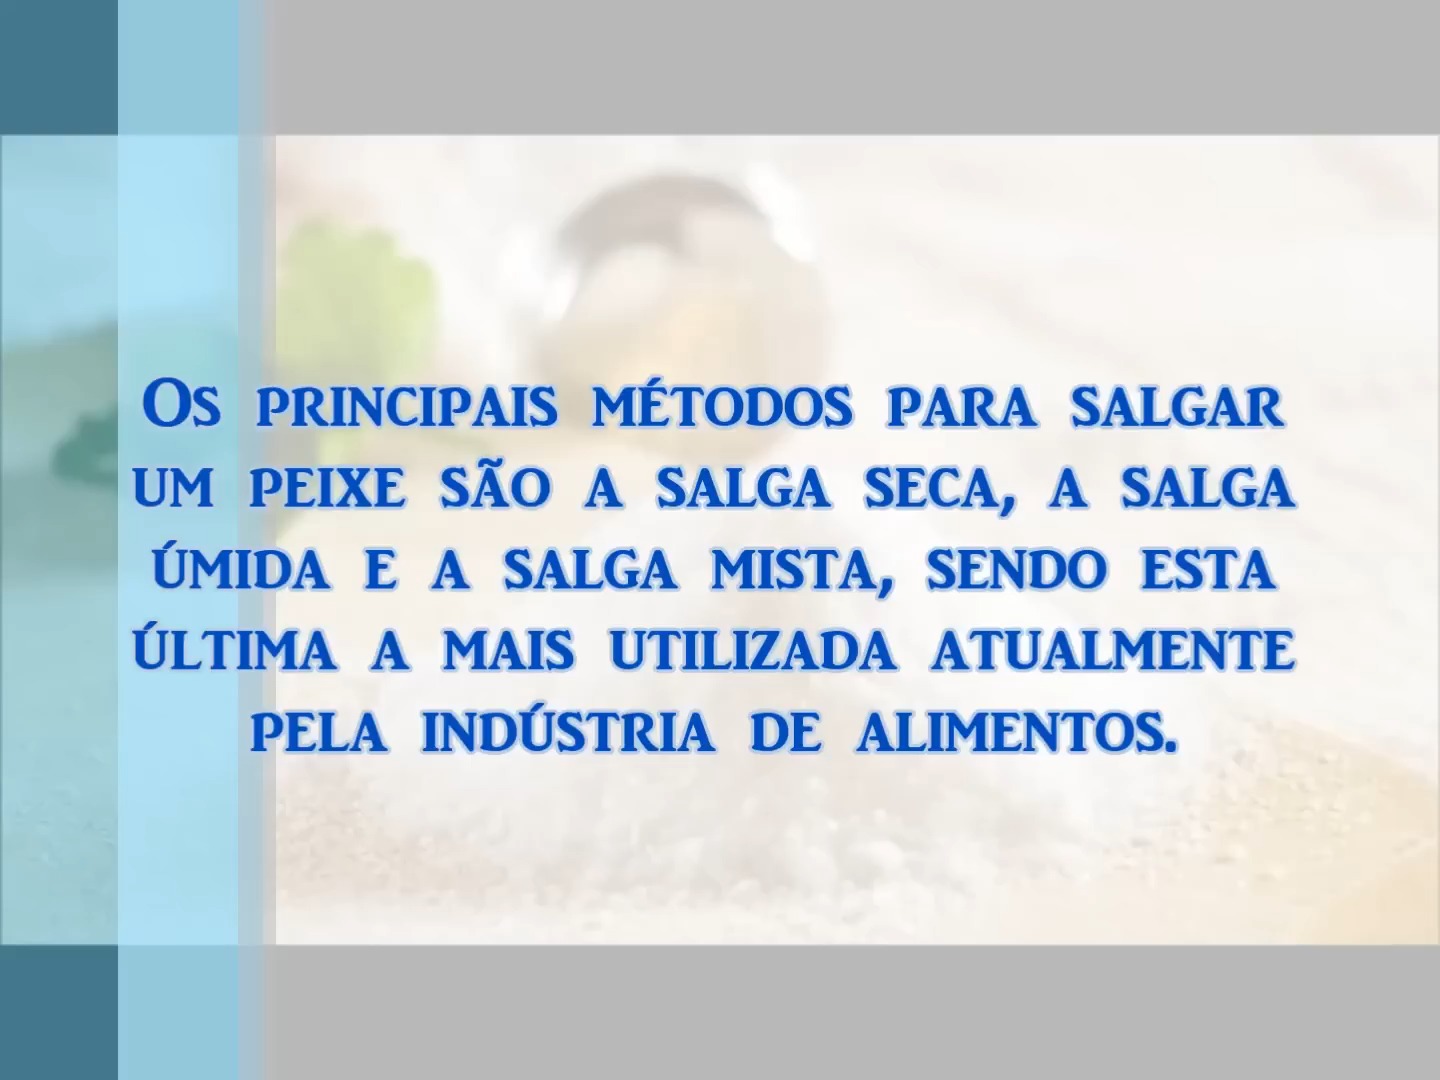 Os principais métodos para salgar
um peixe são a salga seca, a salga
úmida e a salga mista, sendo esta
última a mais utilizada atualmente
pela indústria de alimentos.